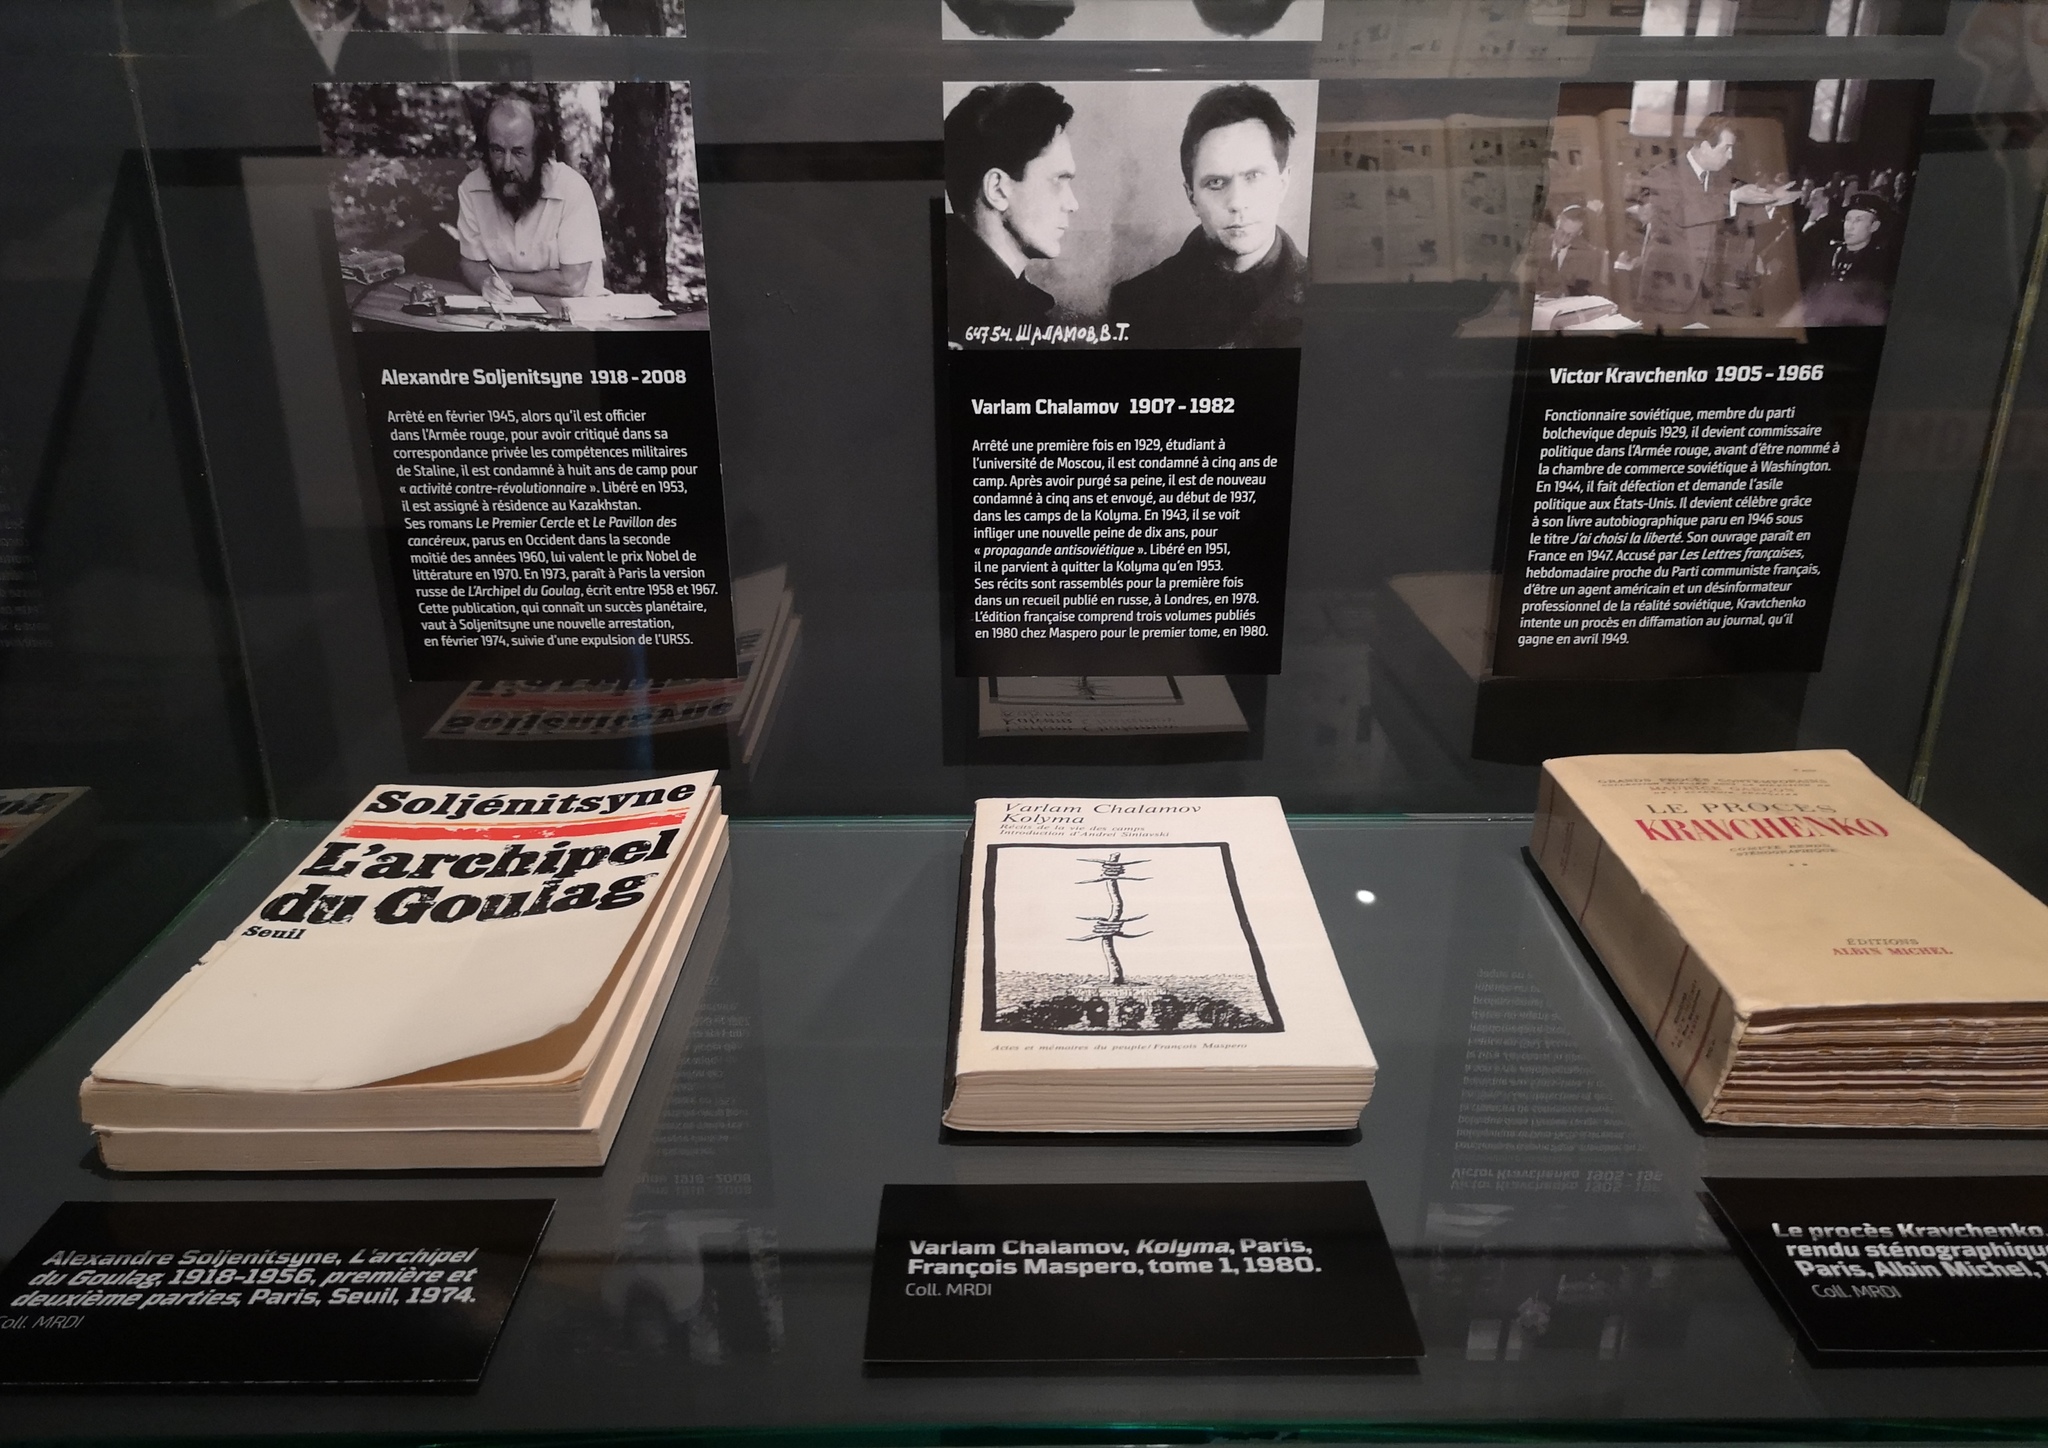 647 54. ШАЛАМОВ, В. Т.
Alexandre Soljenitsyne 1918 - 2008
Arrêté en février 1945, alors qu'il est officier
dans l'Armée rouge, pour avoir critiqué dans sa
correspondance privée les compétences militaires
de Staline, il est condamné à huit ans de camp pour
« activité contre-révolutionnaire ». Libéré en 1953,
il est assigné à résidence au Kazakhstan.
Ses romans Le Premier Cercle et Le Pavillon des
cancéreux, parus en Occident dans la seconde
moitié des années 1960, lui valent le prix Nobel de
littérature en 1970. En 1973, paraît à Paris la version
russe de L'Archipel du Goulag, écrit entre 1958 et 1967.
Cette publication, qui connaît un succès planétaire,
vaut à Soljenitsyne une nouvelle arrestation,
en février 1974, suivie d'une expulsion de l'URSS.
Varlam Chalamov 1907 - 1982
Arrêté une première fois en 1929, étudiant à
l'université de Moscou, il est condamné à cinq ans de
camp. Après avoir purgé sa peine, il est de nouveau
condamné à cinq ans et envoyé, au début de 1937,
dans les camps de la Kolyma. En 1943, il se voit
infliger une nouvelle peine de dix ans, pour
« propagande antisoviétique ». Libéré en 1951,
il ne parvient à quitter la Kolyma qu'en 1953.
Ses récits sont rassemblés pour la première fois
dans un recueil publié en russe, à Londres, en 1978.
L'édition française comprend trois volumes publiés
en 1980 chez Maspero pour le premier tome, en 1980.
Victor Kravchenko 1905 - 1966
Fonctionnaire soviétique, membre du parti
bolchevique depuis 1929, il devient commissaire
politique dans l'Armée rouge, avant d'être nommé à
la chambre de commerce soviétique à Washington.
En 1944, il fait défection et demande l'asile
politique aux États-Unis. Il devient célèbre grâce
à son livre autobiographique paru en 1946 sous
le titre J'ai choisi la liberté. Son ouvrage paraît en
France en 1947. Accusé par Les Lettres françaises,
hebdomadaire proche du Parti communiste français,
d'être un agent américain et un désinformateur
professionnel de la réalité soviétique, Kravtchenko
intente un procès en diffamation au journal, qu'il
gagne en avril 1949.
Soljénitsyne
L'archipel
du Goulag
Seuil
Varlam Chalamov
Kolyma
Récits de la vie des camps
Introduction d'Andrei Siniavski
Actes et mémoires du peuple/François Maspero
GRANDS PROCÈS CONTEMPORAINS
MAURICE GARÇON
LE PROCÈS
KRAVCHENKO
COMPTE RENDU
STÉNOGRAPHIQUE
ÉDITIONS
ALBIN MICHEL
Alexandre Soljenitsyne, L'archipel
du Goulag, 1918-1956, première et
deuxième parties, Paris, Seuil, 1974.
Coll. MRDI
Varlam Chalamov, Kolyma, Paris,
François Maspero, tome 1, 1980.
Coll. MRDI
Le procès Kravchenko.
rendu sténographiqu
Paris, Albin Michel, 1
Coll. MRDI